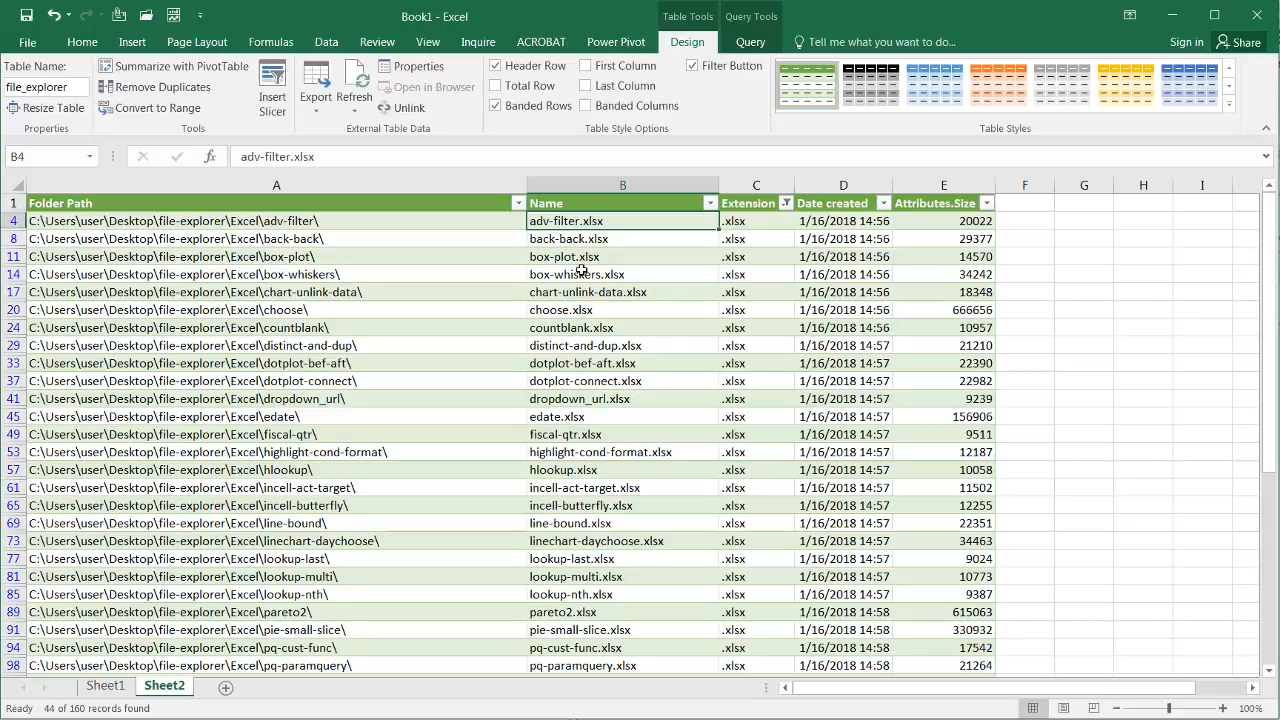 Book1 - Excel
Table Tools
Query Tools
File Home Insert Page Layout Formulas Data Review View Inquire ACROBAT Power Pivot Design Query Tell me what you want to do... Sign in Share
Table Name:
file_explorer
Resize Table
Properties
Summarize with PivotTable
Remove Duplicates
Convert to Range
Tools
Insert Slicer
Export
Refresh
Properties
Open in Browser
Unlink
External Table Data
Header Row First Column Filter Button
Total Row Last Column
Banded Rows Banded Columns
Table Style Options
Table Styles
B4 fx adv-filter.xlsx
A B C D E F G H I
1 Folder Path Name Extension Date created Attributes.Size
4 C:\Users\user\Desktop\file-explorer\Excel\adv-filter\ adv-filter.xlsx .xlsx 1/16/2018 14:56 20022
8 C:\Users\user\Desktop\file-explorer\Excel\back-back\ back-back.xlsx .xlsx 1/16/2018 14:56 29377
11 C:\Users\user\Desktop\file-explorer\Excel\box-plot\ box-plot.xlsx .xlsx 1/16/2018 14:56 14570
14 C:\Users\user\Desktop\file-explorer\Excel\box-whiskers\ box-whiskers.xlsx .xlsx 1/16/2018 14:56 34242
17 C:\Users\user\Desktop\file-explorer\Excel\chart-unlink-data\ chart-unlink-data.xlsx .xlsx 1/16/2018 14:56 18348
20 C:\Users\user\Desktop\file-explorer\Excel\choose\ choose.xlsx .xlsx 1/16/2018 14:56 666656
24 C:\Users\user\Desktop\file-explorer\Excel\countblank\ countblank.xlsx .xlsx 1/16/2018 14:56 10957
29 C:\Users\user\Desktop\file-explorer\Excel\distinct-and-dup\ distinct-and-dup.xlsx .xlsx 1/16/2018 14:57 21210
33 C:\Users\user\Desktop\file-explorer\Excel\dotplot-bef-aft\ dotplot-bef-aft.xlsx .xlsx 1/16/2018 14:57 22390
37 C:\Users\user\Desktop\file-explorer\Excel\dotplot-connect\ dotplot-connect.xlsx .xlsx 1/16/2018 14:57 22982
41 C:\Users\user\Desktop\file-explorer\Excel\dropdown_url\ dropdown_url.xlsx .xlsx 1/16/2018 14:57 9239
45 C:\Users\user\Desktop\file-explorer\Excel\edate\ edate.xlsx .xlsx 1/16/2018 14:57 156906
49 C:\Users\user\Desktop\file-explorer\Excel\fiscal-qtr\ fiscal-qtr.xlsx .xlsx 1/16/2018 14:57 9511
53 C:\Users\user\Desktop\file-explorer\Excel\highlight-cond-format\ highlight-cond-format.xlsx .xlsx 1/16/2018 14:57 12187
57 C:\Users\user\Desktop\file-explorer\Excel\hlookup\ hlookup.xlsx .xlsx 1/16/2018 14:57 10058
61 C:\Users\user\Desktop\file-explorer\Excel\incell-act-target\ incell-act-target.xlsx .xlsx 1/16/2018 14:57 11502
65 C:\Users\user\Desktop\file-explorer\Excel\incell-butterfly\ incell-butterfly.xlsx .xlsx 1/16/2018 14:57 12255
69 C:\Users\user\Desktop\file-explorer\Excel\line-bound\ line-bound.xlsx .xlsx 1/16/2018 14:57 22351
73 C:\Users\user\Desktop\file-explorer\Excel\linechart-daychoose\ linechart-daychoose.xlsx .xlsx 1/16/2018 14:57 34463
77 C:\Users\user\Desktop\file-explorer\Excel\lookup-last\ lookup-last.xlsx .xlsx 1/16/2018 14:57 9024
81 C:\Users\user\Desktop\file-explorer\Excel\lookup-multi\ lookup-multi.xlsx .xlsx 1/16/2018 14:57 10773
85 C:\Users\user\Desktop\file-explorer\Excel\lookup-nth\ lookup-nth.xlsx .xlsx 1/16/2018 14:57 9387
89 C:\Users\user\Desktop\file-explorer\Excel\pareto2\ pareto2.xlsx .xlsx 1/16/2018 14:58 615063
91 C:\Users\user\Desktop\file-explorer\Excel\pie-small-slice\ pie-small-slice.xlsx .xlsx 1/16/2018 14:58 330932
94 C:\Users\user\Desktop\file-explorer\Excel\pq-cust-func\ pq-cust-func.xlsx .xlsx 1/16/2018 14:58 17542
98 C:\Users\user\Desktop\file-explorer\Excel\pq-paramquery\ pq-paramquery.xlsx .xlsx 1/16/2018 14:58 21264
Sheet1 Sheet2
Ready 44 of 160 records found 100%